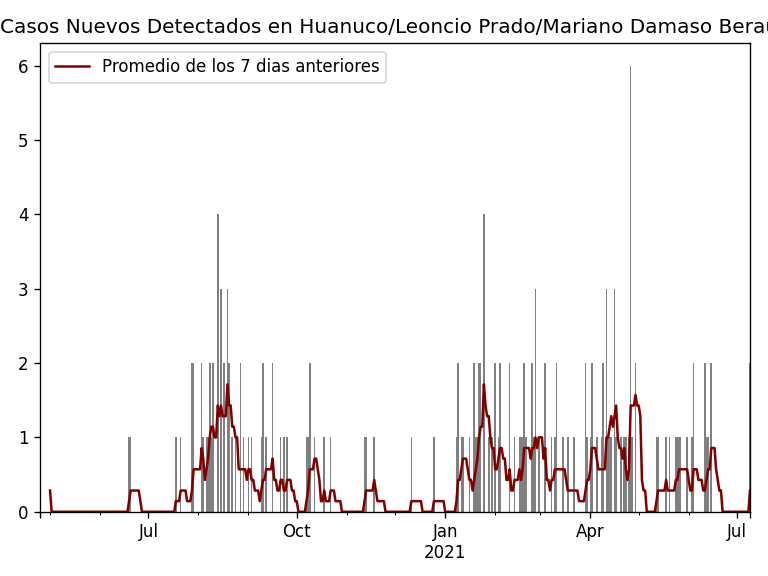 Casos Nuevos Detectados en Huanuco/Leoncio Prado/Mariano Damaso
Promedio de los 7 dias anteriores
6
5
4
3
2
1
0
Jul
Oct
Jan
Apr
Jul
2021